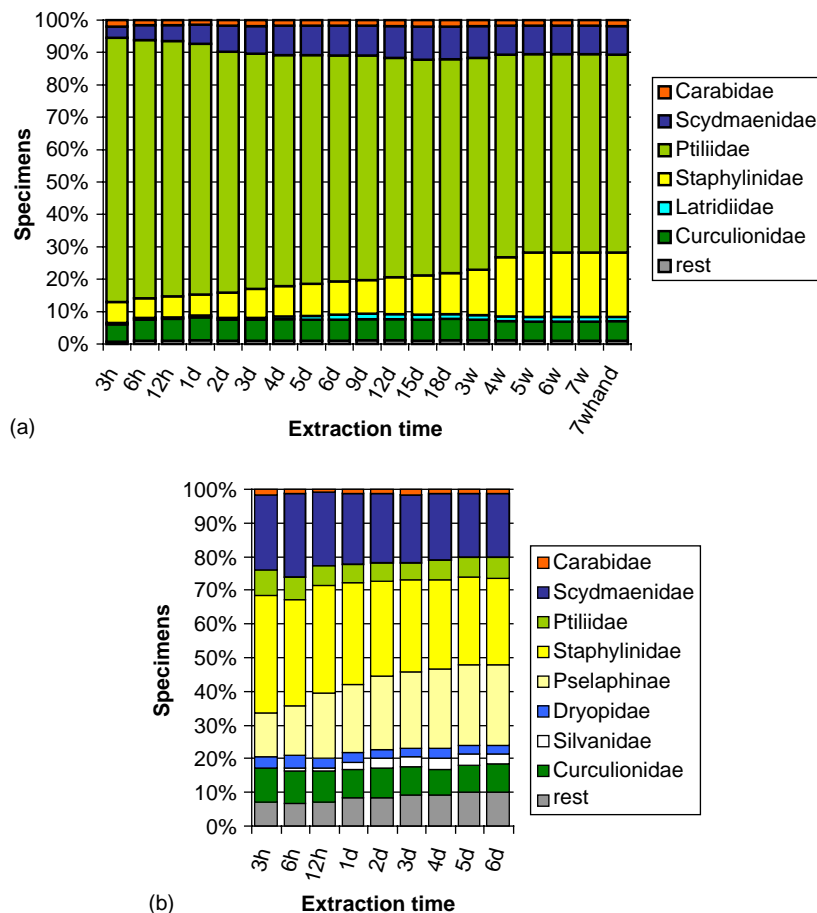 100%
90%
80%
70%
60%
50%
40%
30%
20%
10%
0%
Specimens
3h 6h 12h 1d 2d 3d 4d 5d 6d 9d 12d 15d 18d 3w 4w 5w 6w 7w 7whand
Extraction time
(a)
Carabidae
Scydmaenidae
Ptiliidae
Staphylinidae
Latridiidae
Curculionidae
rest
100%
90%
80%
70%
60%
50%
40%
30%
20%
10%
0%
Specimens
3h 6h 12h 1d 2d 3d 4d 5d 6d
Extraction time
(b)
Carabidae
Scydmaenidae
Ptiliidae
Staphylinidae
Pselaphinae
Dryopidae
Silvanidae
Curculionidae
rest